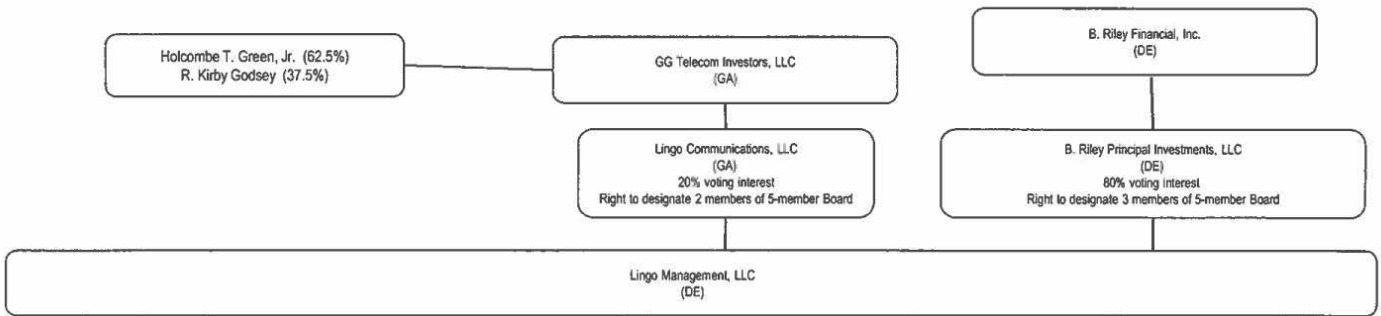 Holcombe T. Green, Jr. (62.5%)
R. Kirby Godsey (37.5%)
GG Telecom Investors, LLC
(GA)
B. Riley Financial, Inc.
(DE)
Lingo Communications, LLC
(GA)
20% voting interest
Right to designate 2 members of 5-member Board
B. Riley Principal Investments, LLC
(DE)
80% voting interest
Right to designate 3 members of 5-member Board
Lingo Management, LLC
(DE)